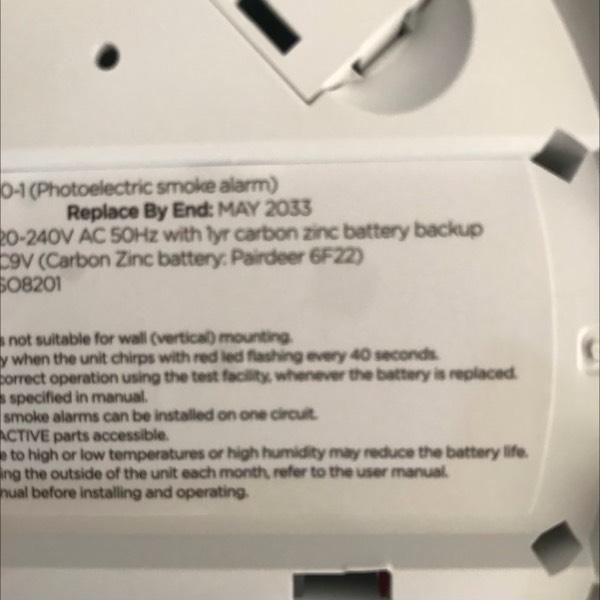 0-1 (Photoelectric smoke alarm)
Replace By End: MAY 2033
20-240V AC 50Hz with 1yr carbon zinc battery backup
C9V (Carbon Zinc battery: Pairdeer 6F22)
SO8201
s not suitable for wall (vertical) mounting.
y when the unit chirps with red led flashing every 40 seconds.
correct operation using the test facility, whenever the battery is replaced.
s specified in manual.
smoke alarms can be installed on one circuit.
ACTIVE parts accessible.
e to high or low temperatures or high humidity may reduce the battery life.
ing the outside of the unit each month, refer to the user manual.
nual before installing and operating.